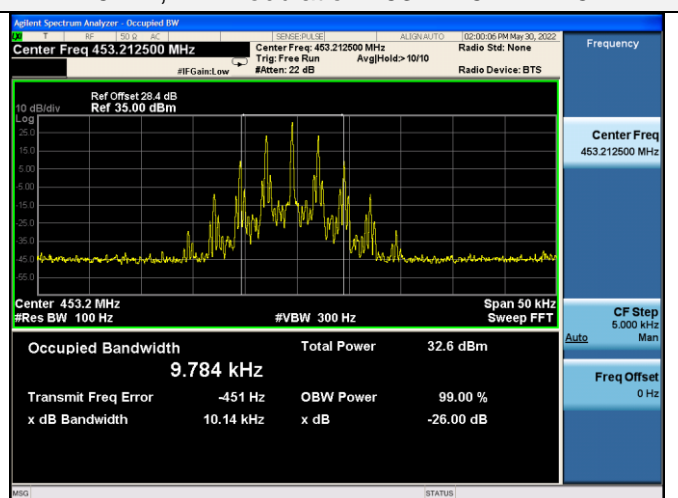 Agilent Spectrum Analyzer - Occupied BW
T RF 50 Ω AC SENSE:PULSE ALIGN AUTO 02:00:06 PM May 30, 2022
Center Freq 453.212500 MHz Center Freq: 453.212500 MHz Radio Std: None Frequency
Trig: Free Run Avg|Hold:> 10/10
#IFGain:Low #Atten: 22 dB Radio Device: BTS
Ref Offset 28.4 dB
10 dB/div Ref 35.00 dBm
Log
25.0
15.0
5.00
-5.00
-15.0
-25.0
-35.0
-45.0
-55.0
Center Freq
453.212500 MHz
Center 453.2 MHz Span 50 kHz
#Res BW 100 Hz #VBW 300 Hz Sweep FFT
CF Step
5.000 kHz
Auto Man
Occupied Bandwidth Total Power 32.6 dBm
9.784 kHz
Freq Offset
0 Hz
Transmit Freq Error -451 Hz OBW Power 99.00 %
x dB Bandwidth 10.14 kHz x dB -26.00 dB
MSG STATUS